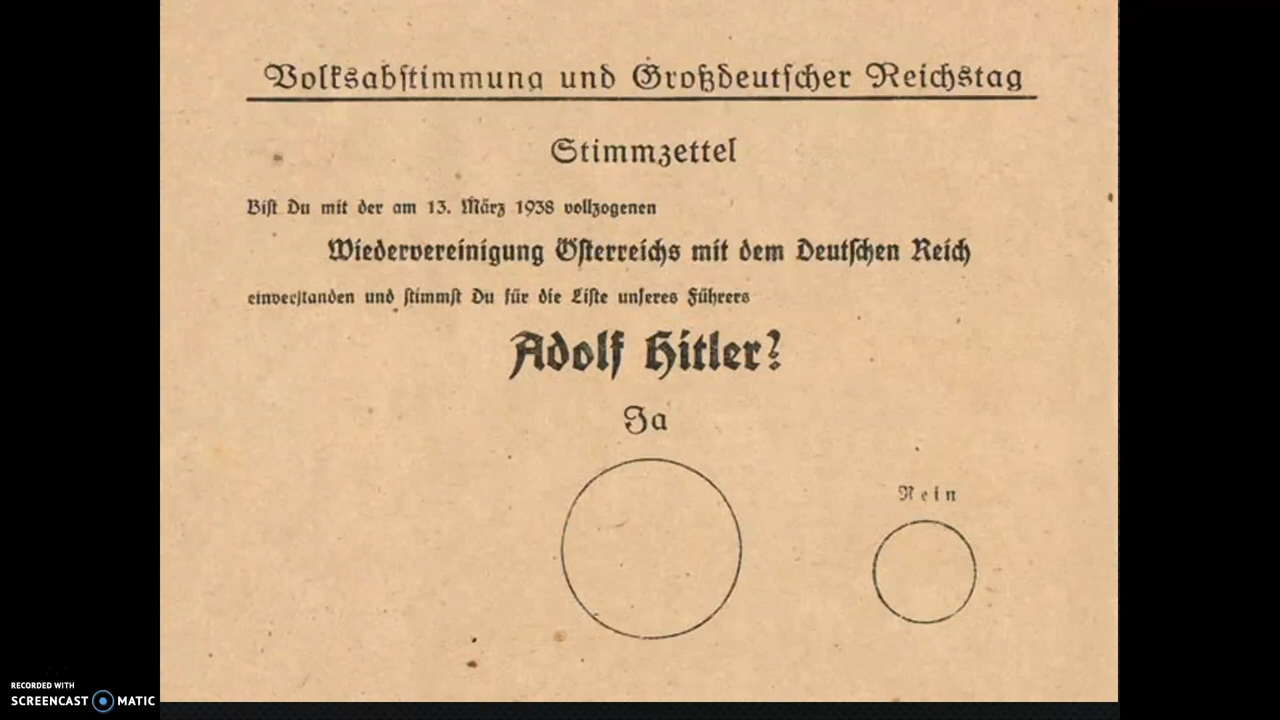 Volksabstimmung und Großdeutscher Reichstag
Stimmzettel
Bist Du mit der am 13. März 1938 vollzogenen
Wiedervereinigung Österreichs mit dem Deutschen Reich
einverstanden und stimmst Du für die Liste unseres Führers
Adolf Hitler?
Ja
Nein
RECORDED WITH
SCREENCAST MATIC